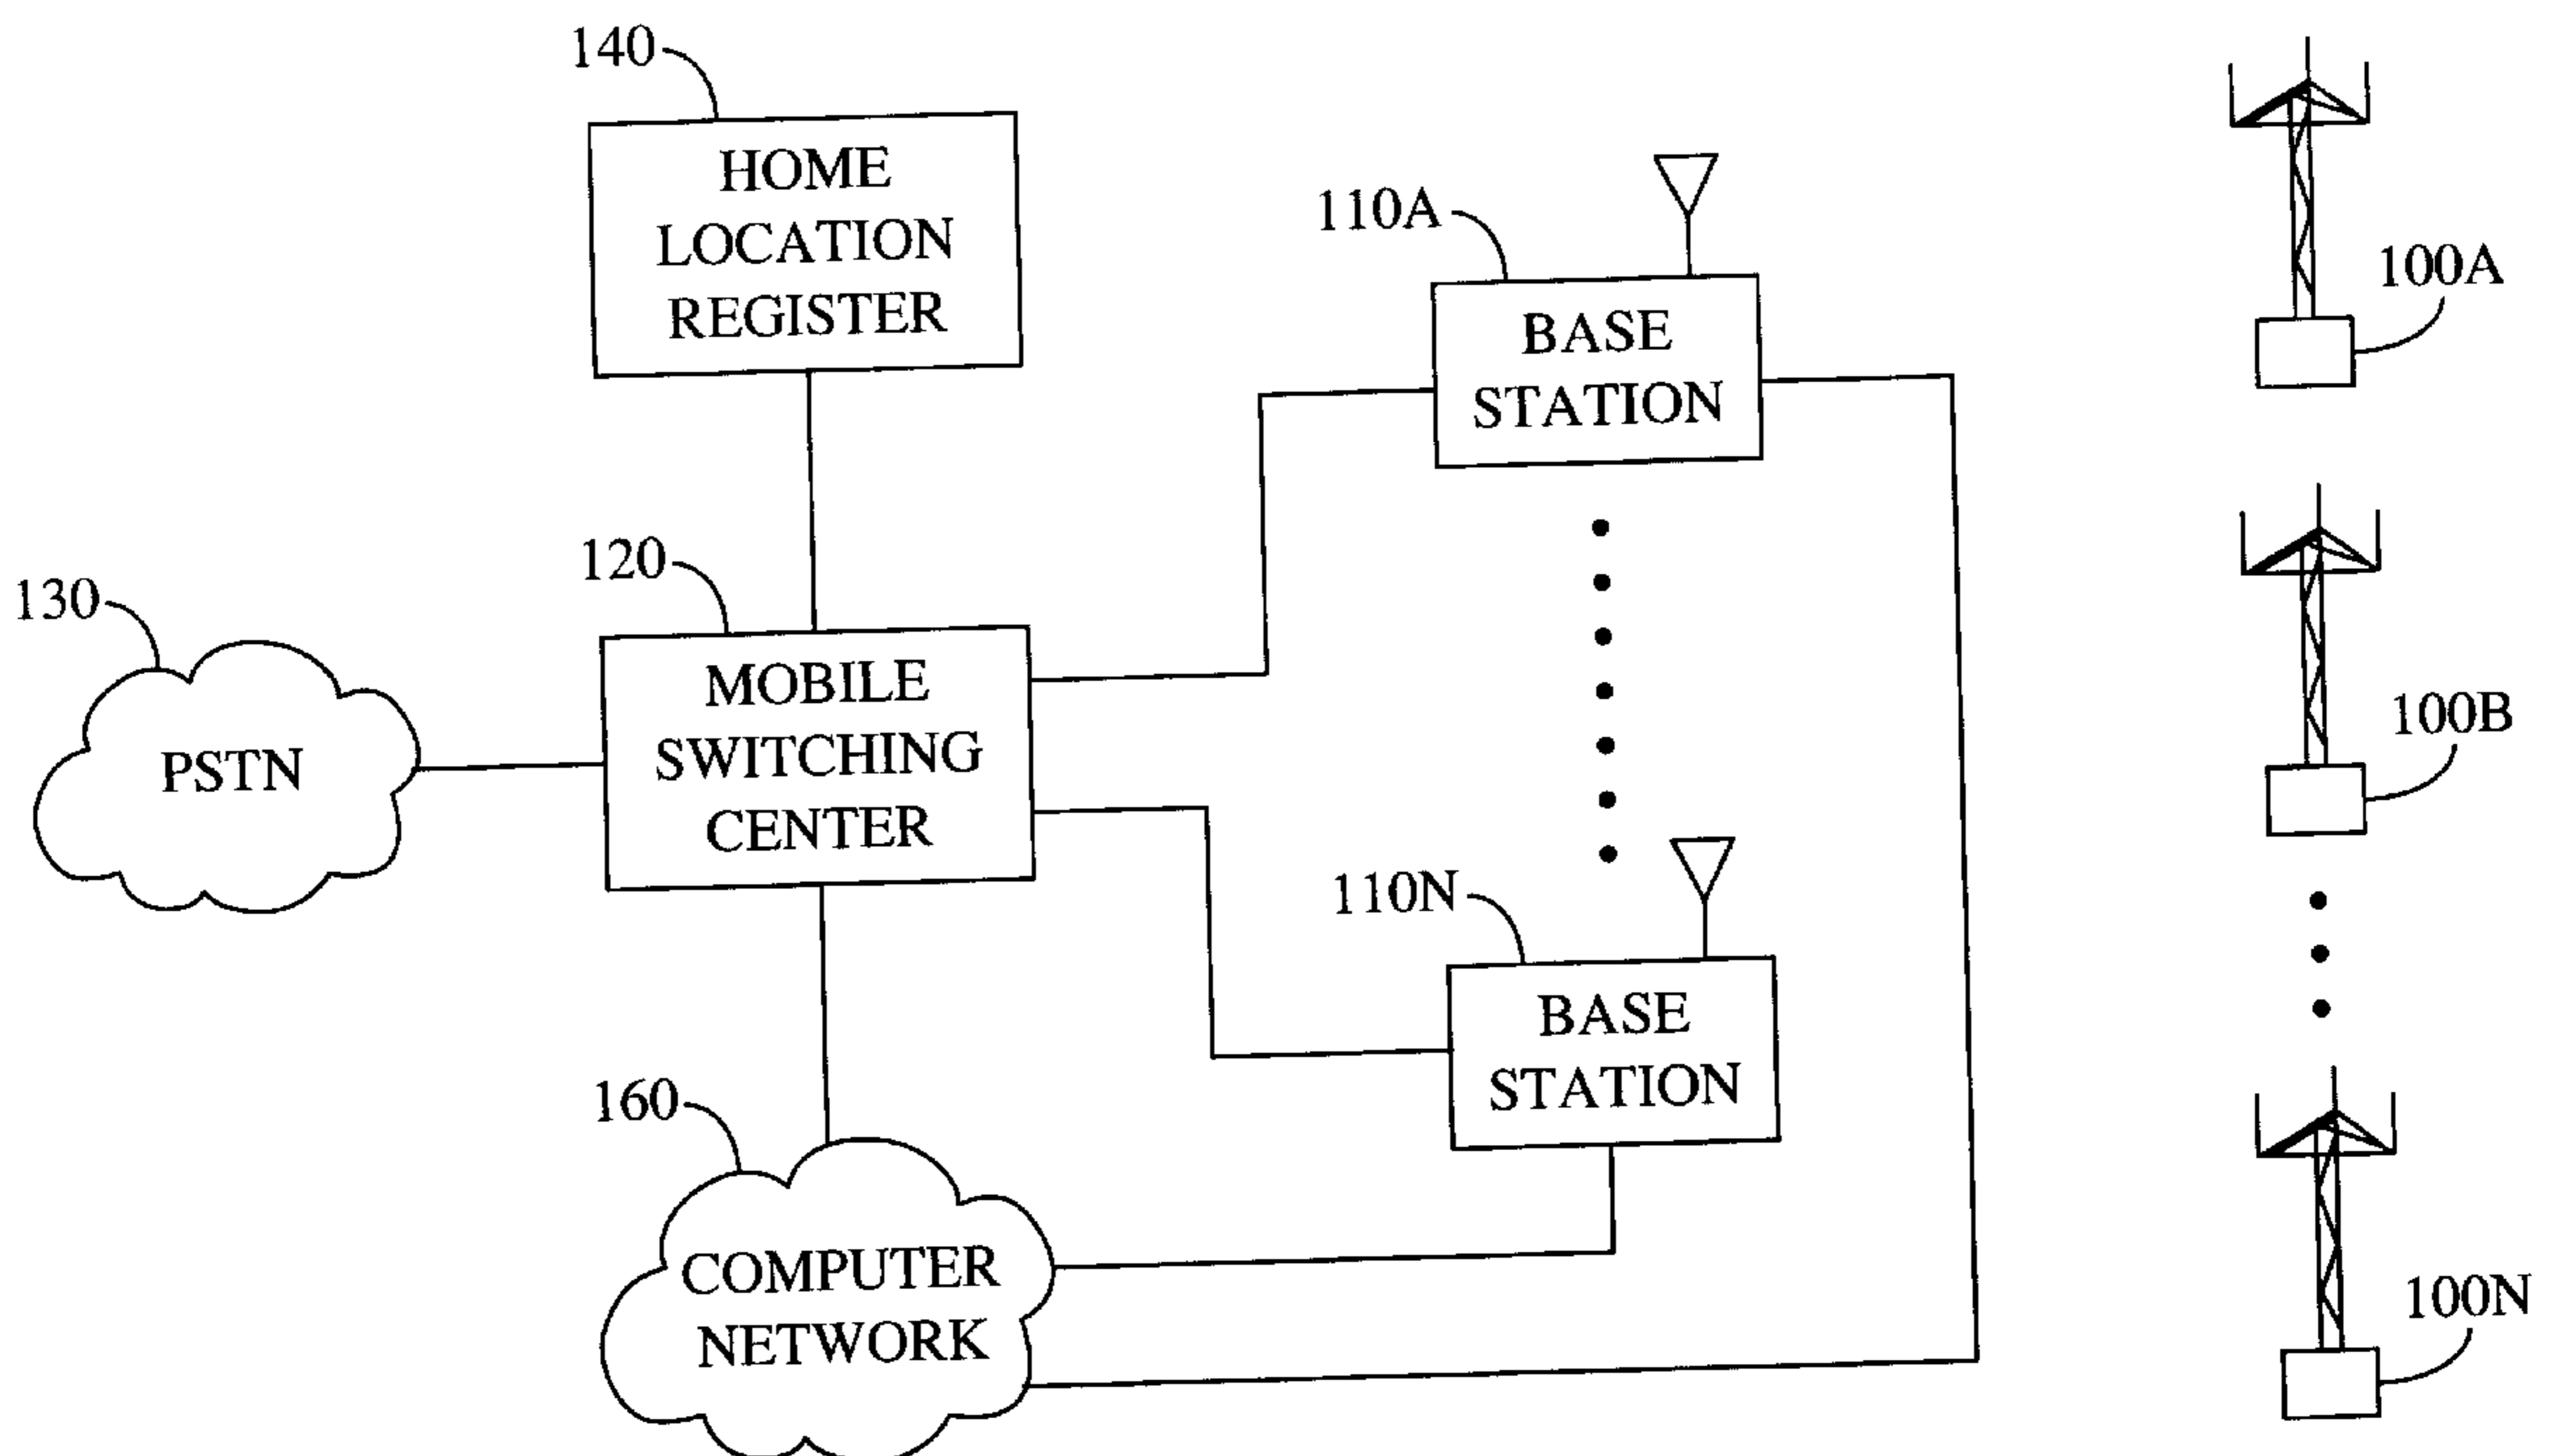 140
HOME
LOCATION
REGISTER
110A
BASE
STATION
100A
120
MOBILE
SWITCHING
CENTER
130
PSTN
100B
110N
BASE
STATION
160
COMPUTER
NETWORK
100N